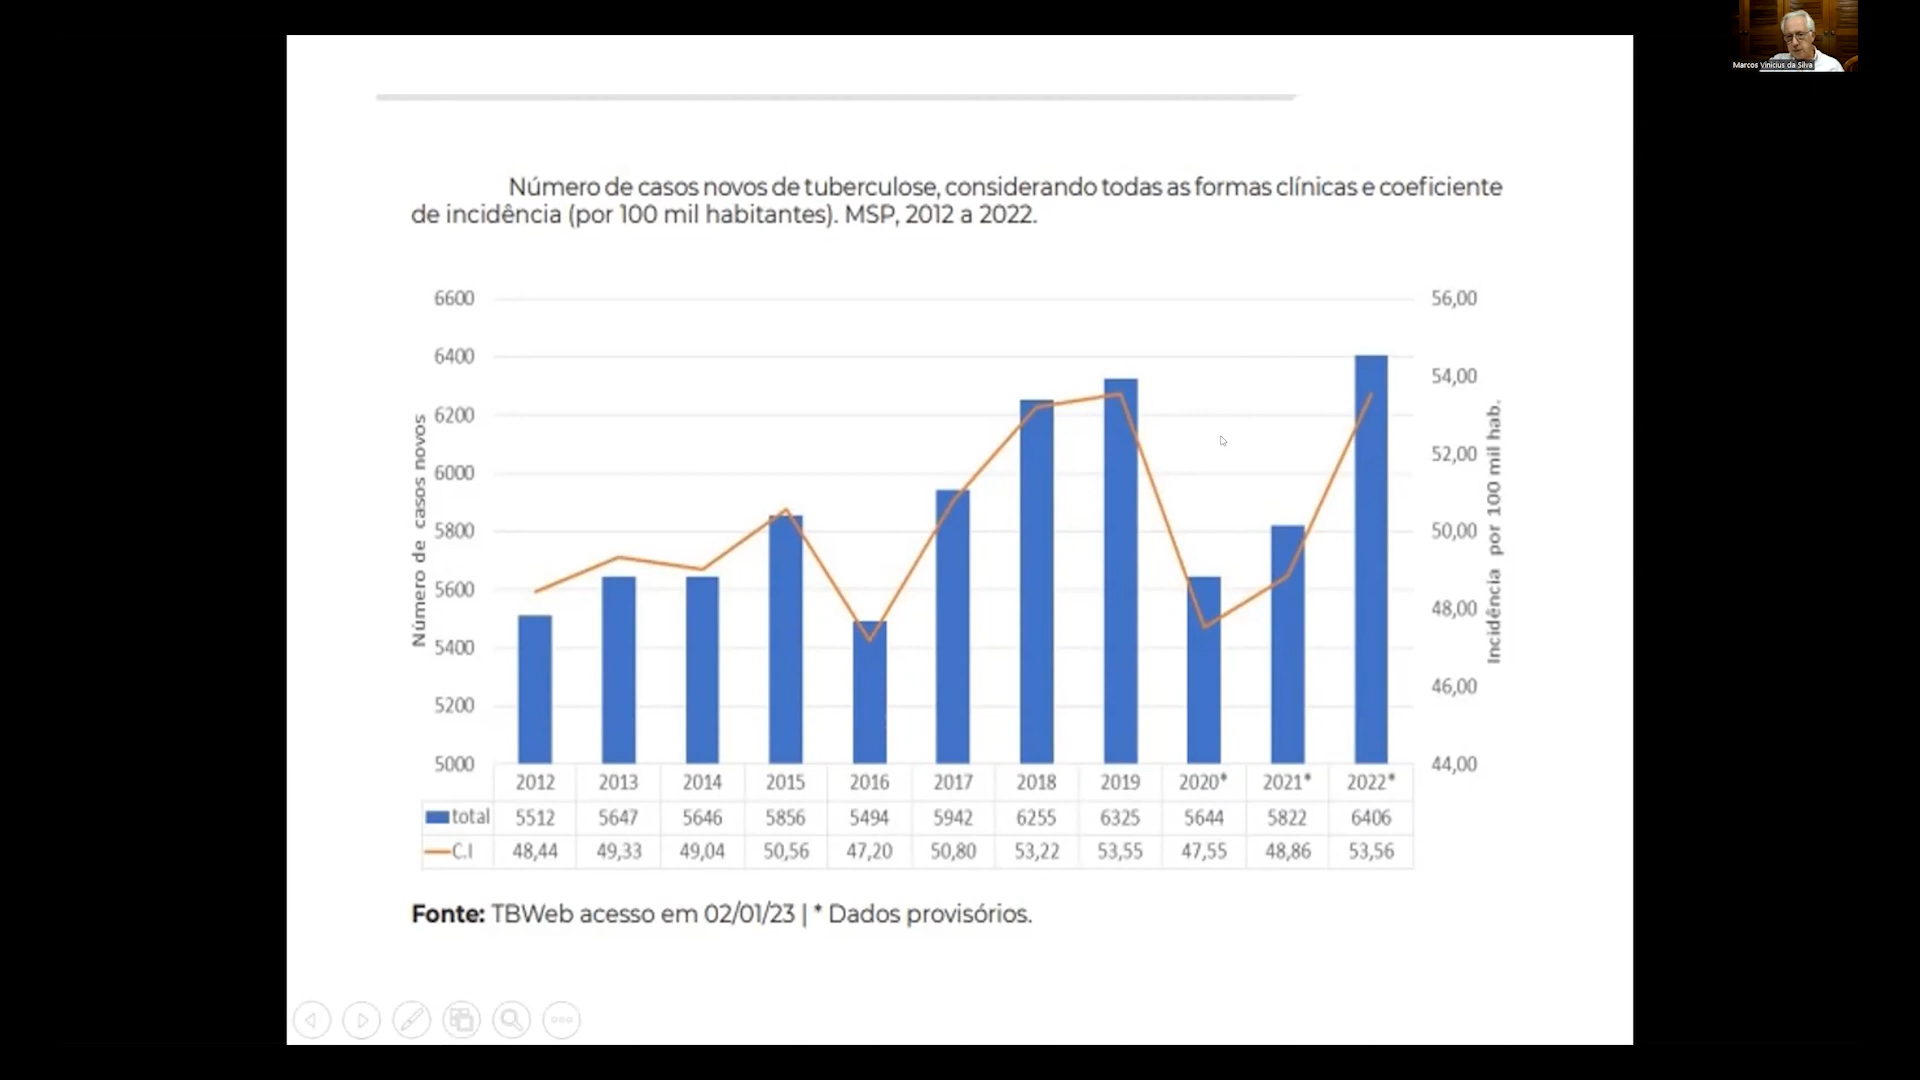 Marcos Vinicius da Silva
Número de casos novos de tuberculose, considerando todas as formas clínicas e coeficiente
de incidência (por 100 mil habitantes). MSP, 2012 a 2022.
Número de casos novos
6600
6400
6200
6000
5800
5600
5400
5200
5000
56,00
54,00
52,00
50,00
48,00
46,00
44,00
Incidência por 100 mil hab.
2012 2013 2014 2015 2016 2017 2018 2019 2020* 2021* 2022*
total 5512 5647 5646 5856 5494 5942 6255 6325 5644 5822 6406
C.I 48,44 49,33 49,04 50,56 47,20 50,80 53,22 53,55 47,55 48,86 53,56
Fonte: TBWeb acesso em 02/01/23 | * Dados provisórios.